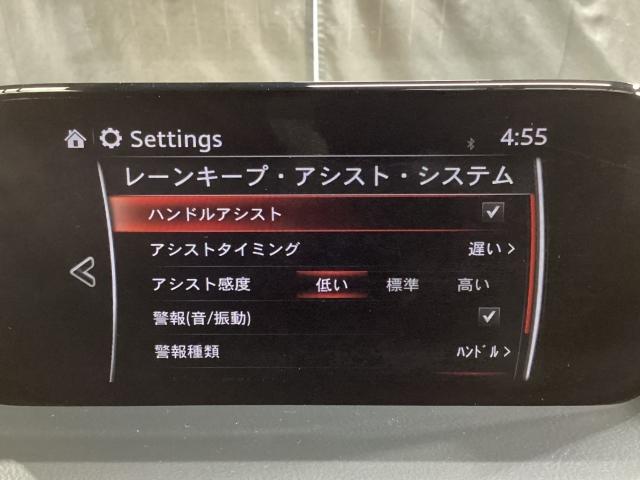 Settings 4:55
レーンキープ・アシスト・システム
ハンドルアシスト
アシストタイミング 遅い >
アシスト感度 低い 標準 高い
警報(音/振動)
警報種類 ﾊﾝﾄﾞﾙ >